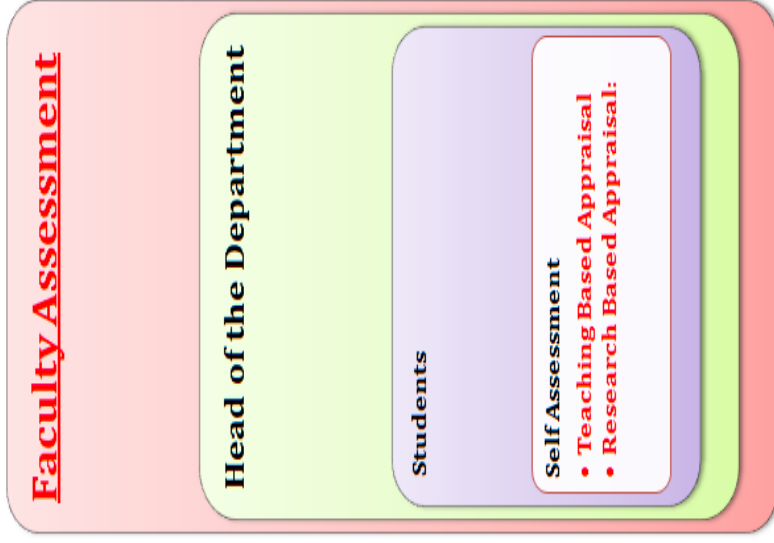 Faculty Assessment
Head of the Department
Students
Self Assessment
• Teaching Based Appraisal
• Research Based Appraisal: